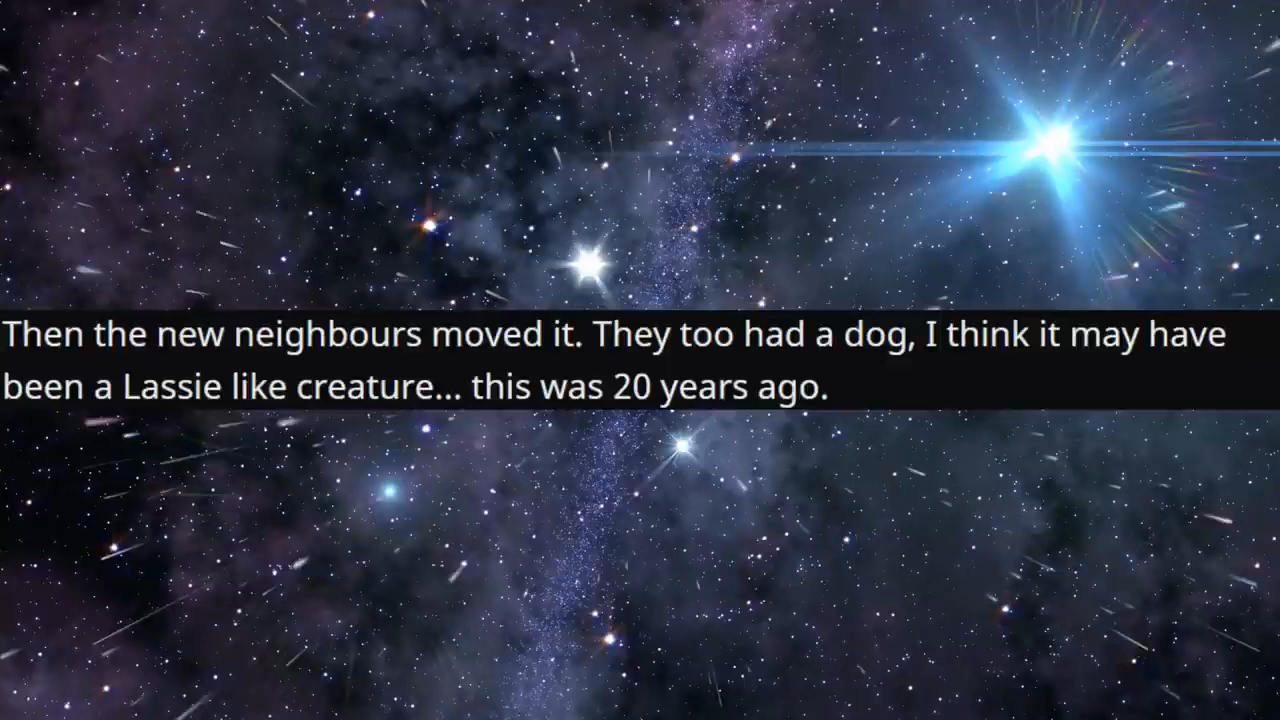 Then the new neighbours moved it. They too had a dog, I think it may have
been a Lassie like creature... this was 20 years ago.